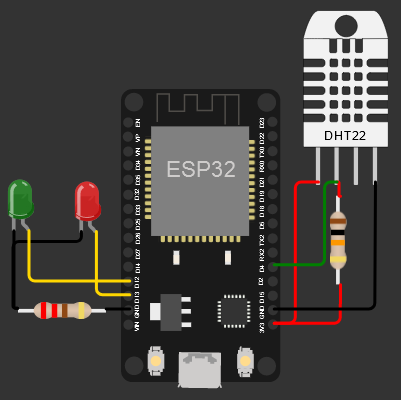 DHT22
ESP32
EN
VP
VN
D34
D35
D32
D33
D25
D26
D27
D14
D12
D13
GND
VIN
D23
D22
TX0
RX0
D21
D19
D18
D5
TX2
RX2
D4
D2
D15
GND
3V3